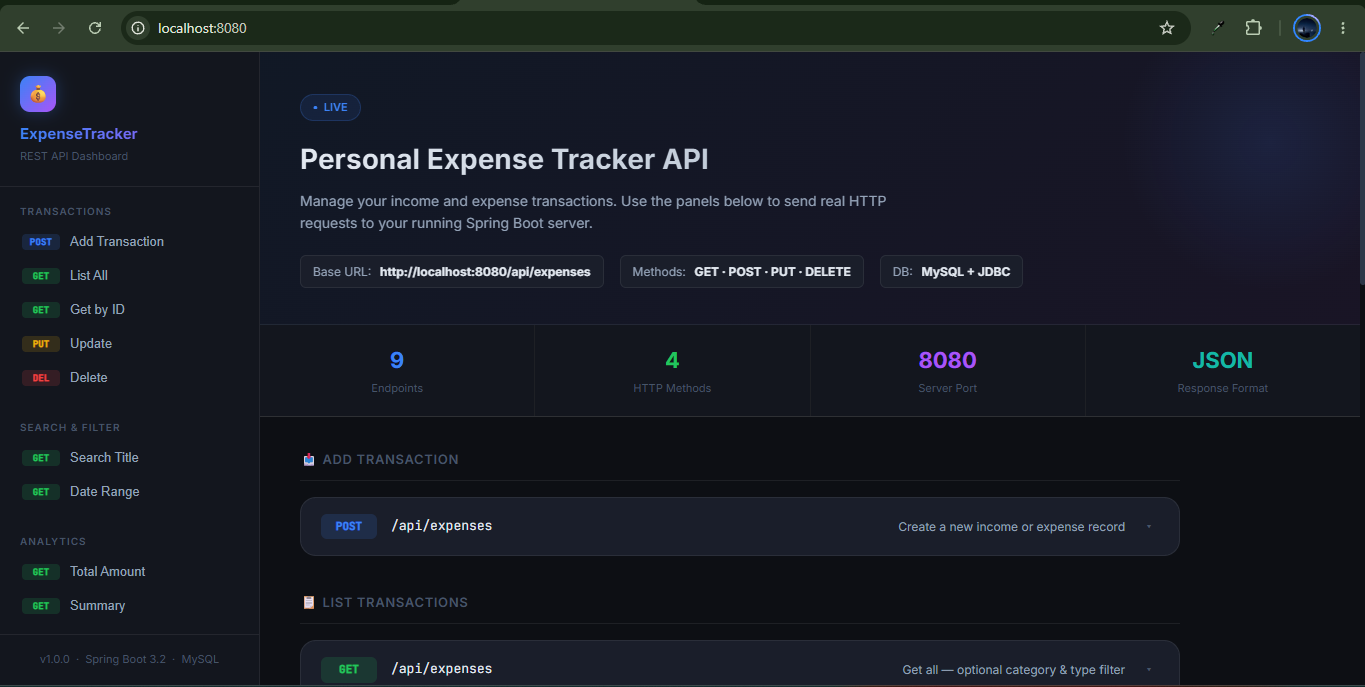 localhost:8080
ExpenseTracker
REST API Dashboard
TRANSACTIONS
POST Add Transaction
GET List All
GET Get by ID
PUT Update
DEL Delete
SEARCH & FILTER
GET Search Title
GET Date Range
ANALYTICS
GET Total Amount
GET Summary
v1.0.0 · Spring Boot 3.2 · MySQL
• LIVE
Personal Expense Tracker API
Manage your income and expense transactions. Use the panels below to send real HTTP
requests to your running Spring Boot server.
Base URL: http://localhost:8080/api/expenses
Methods: GET · POST · PUT · DELETE
DB: MySQL + JDBC
9
Endpoints
4
HTTP Methods
8080
Server Port
JSON
Response Format
ADD TRANSACTION
POST /api/expenses Create a new income or expense record
LIST TRANSACTIONS
GET /api/expenses Get all — optional category & type filter